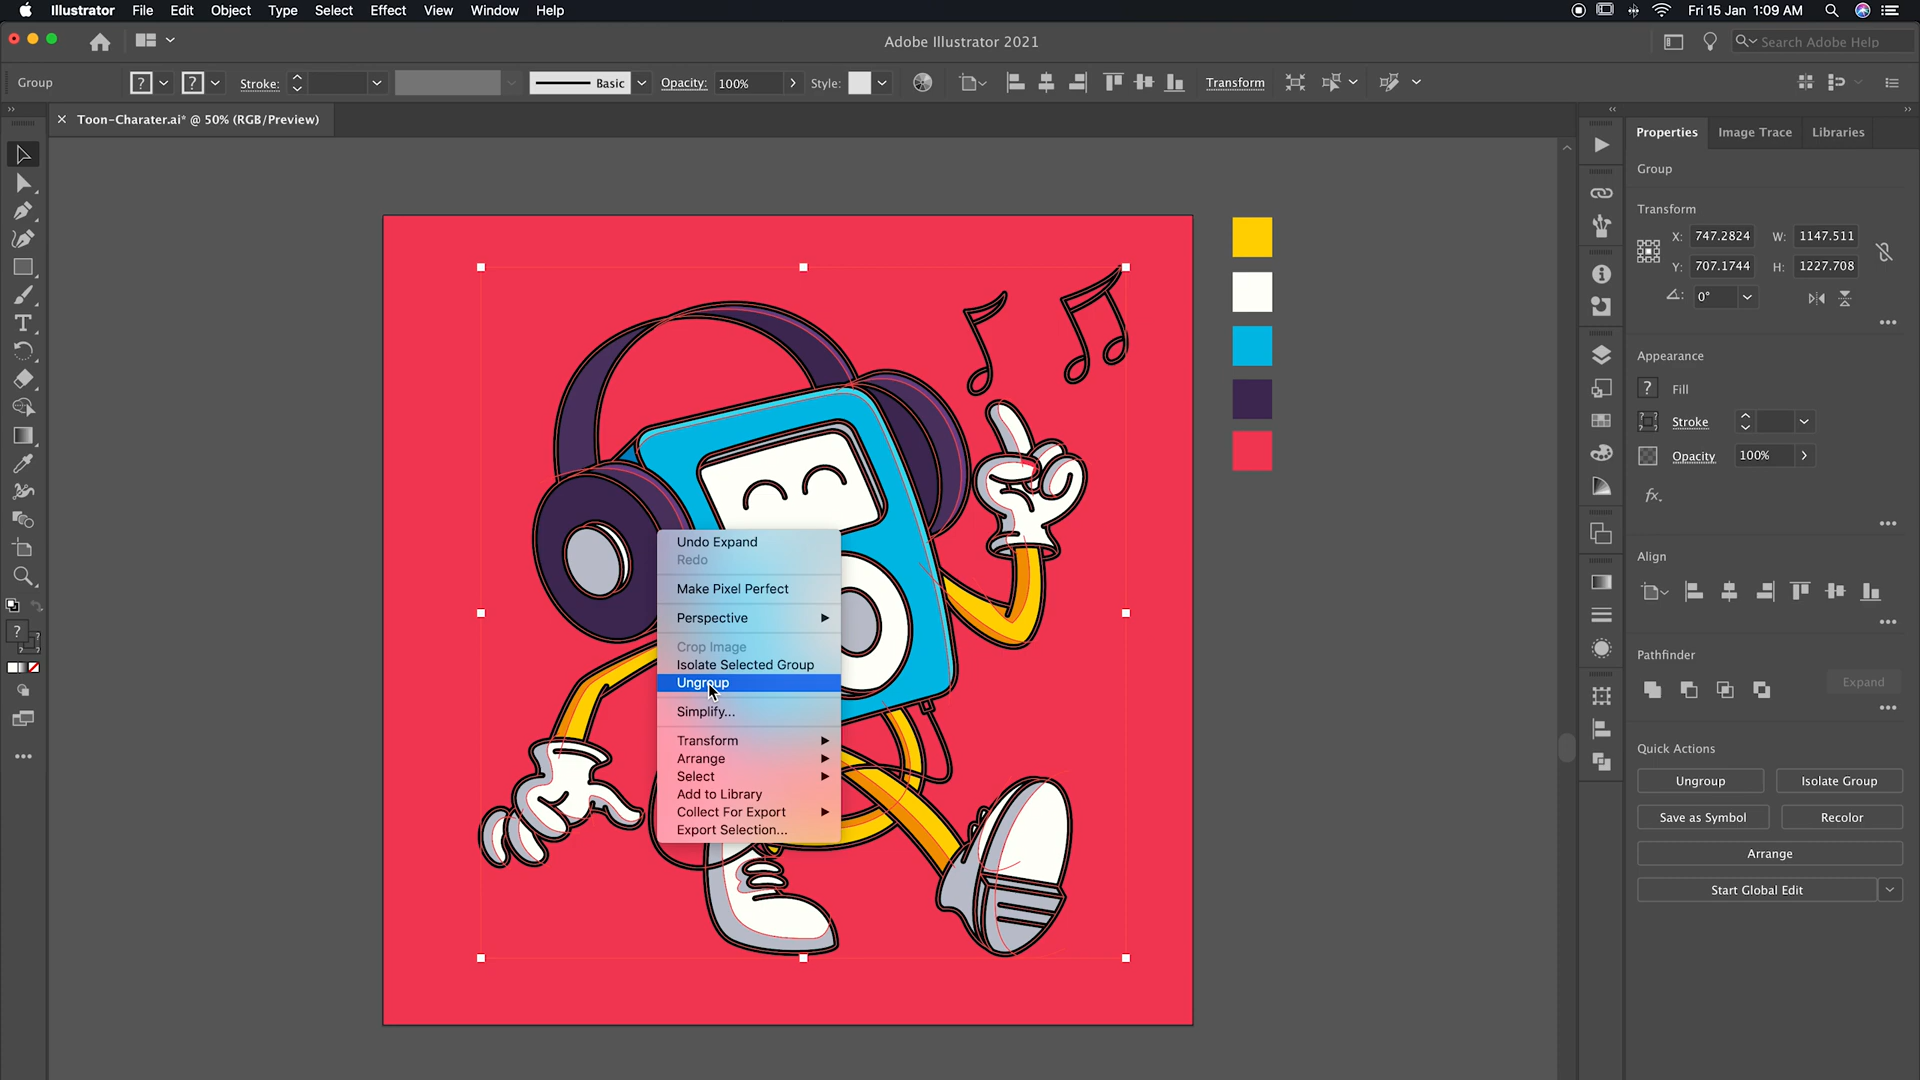 Illustrator File Edit Object Type Select Effect View Window Help
Fri 15 Jan 1:09 AM
Adobe Illustrator 2021
Search Adobe Help
Group
?
?
Stroke:
Basic
Opacity: 100%
Style:
Transform
Toon-Charater.ai* @ 50% (RGB/Preview)
Properties Image Trace Libraries
Group
Transform
X: 747.2824 W: 1147.511
Y: 707.1744 H: 1227.708
0°
Appearance
? Fill
Stroke
Opacity 100%
fx.
Align
Pathfinder
Expand
Quick Actions
Ungroup Isolate Group
Save as Symbol Recolor
Arrange
Start Global Edit
Undo Expand
Redo
Make Pixel Perfect
Perspective
Crop Image
Isolate Selected Group
Ungroup
Simplify...
Transform
Arrange
Select
Add to Library
Collect For Export
Export Selection...